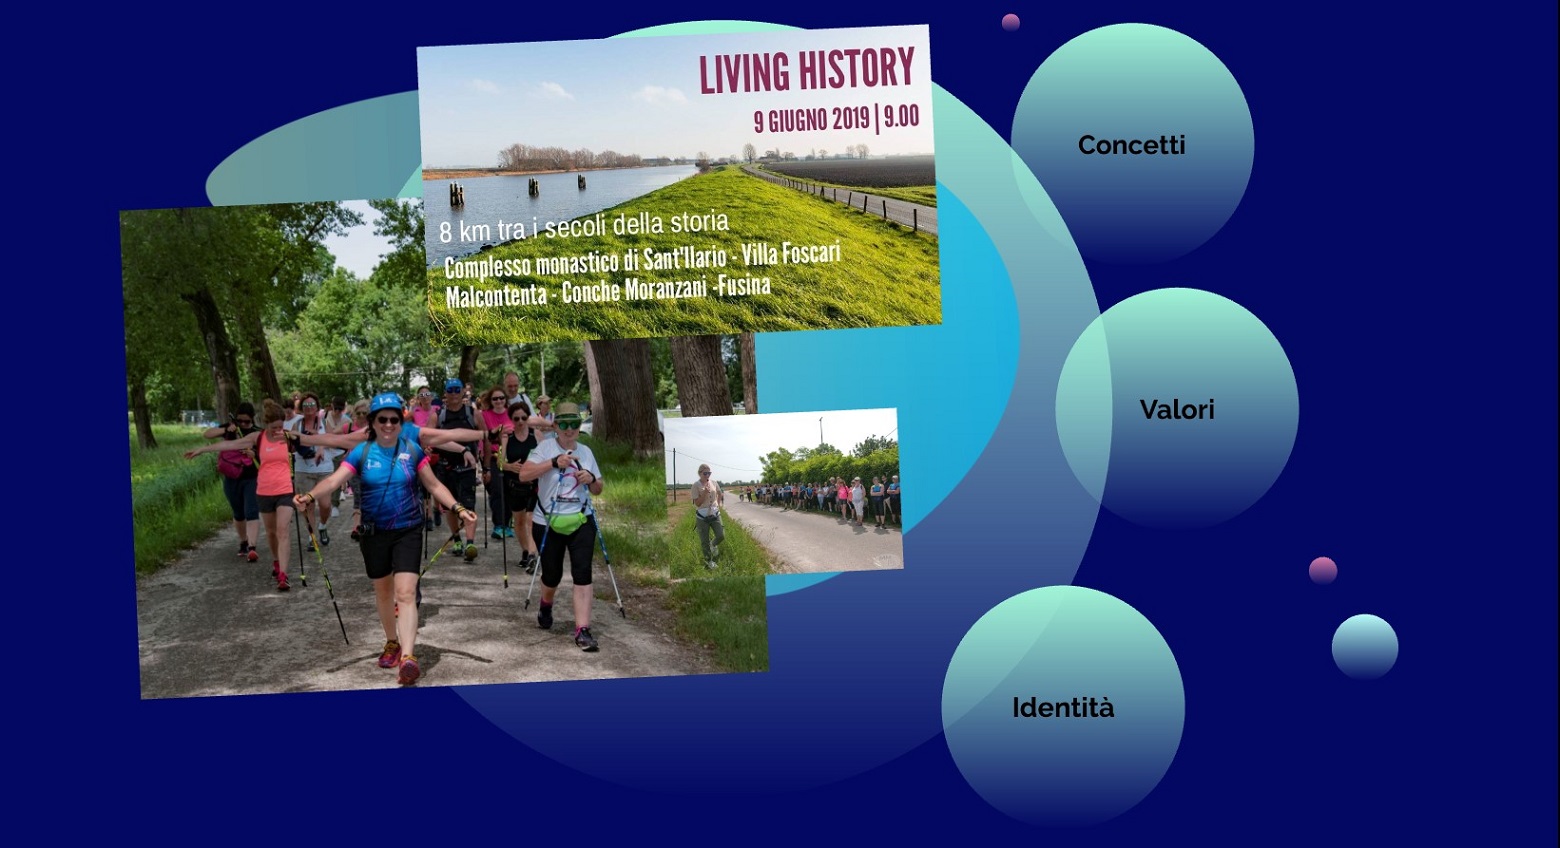 LIVING HISTORY
9 GIUGNO 2019 | 9.00
8 km tra i secoli della storia
Complesso monastico di Sant'Ilario - Villa Foscari
Malcontenta - Conche Moranzani -Fusina
Concetti
Valori
Identità